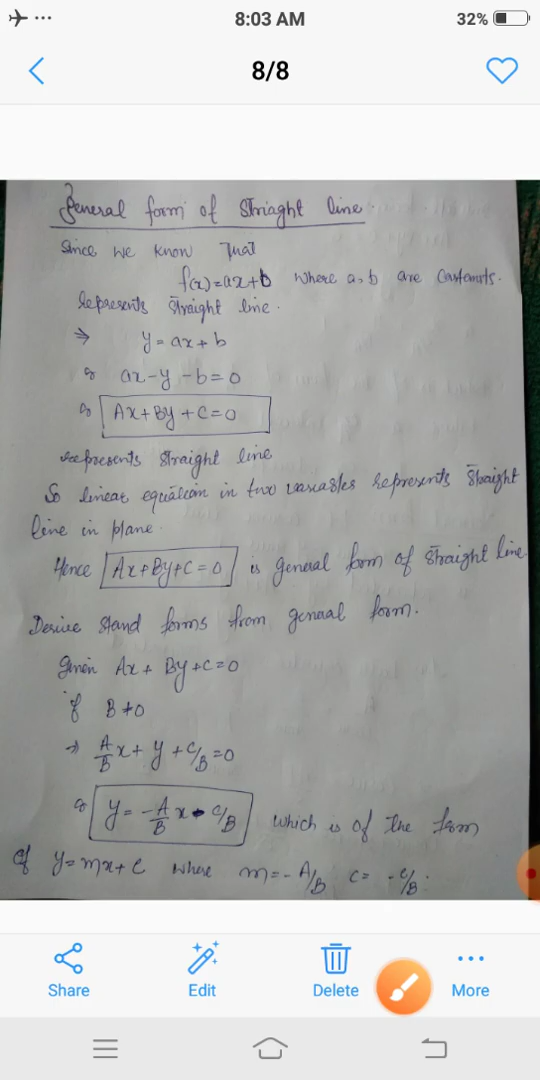 8:03 AM
32%
8/8
General form of Striaght line.
Since we know That
f(x)=ax+b where a,b are Constants.
Represents Straight line.
⇒ y = ax + b
or ax - y - b = 0
or Ax + By + C = 0
represents straight line
So linear equation in two variables represents straight
line in plane.
Hence Ax+By+C=0 is general form of straight line
Derive Stand forms from general form.
Given Ax + By + C = 0
if B ≠ 0
⇒ A/B x + y + C/B = 0
or y = -A/B x - C/B which is of the form
of y = mx + c where m = -A/B c = -C/B.
Share
Edit
Delete
More